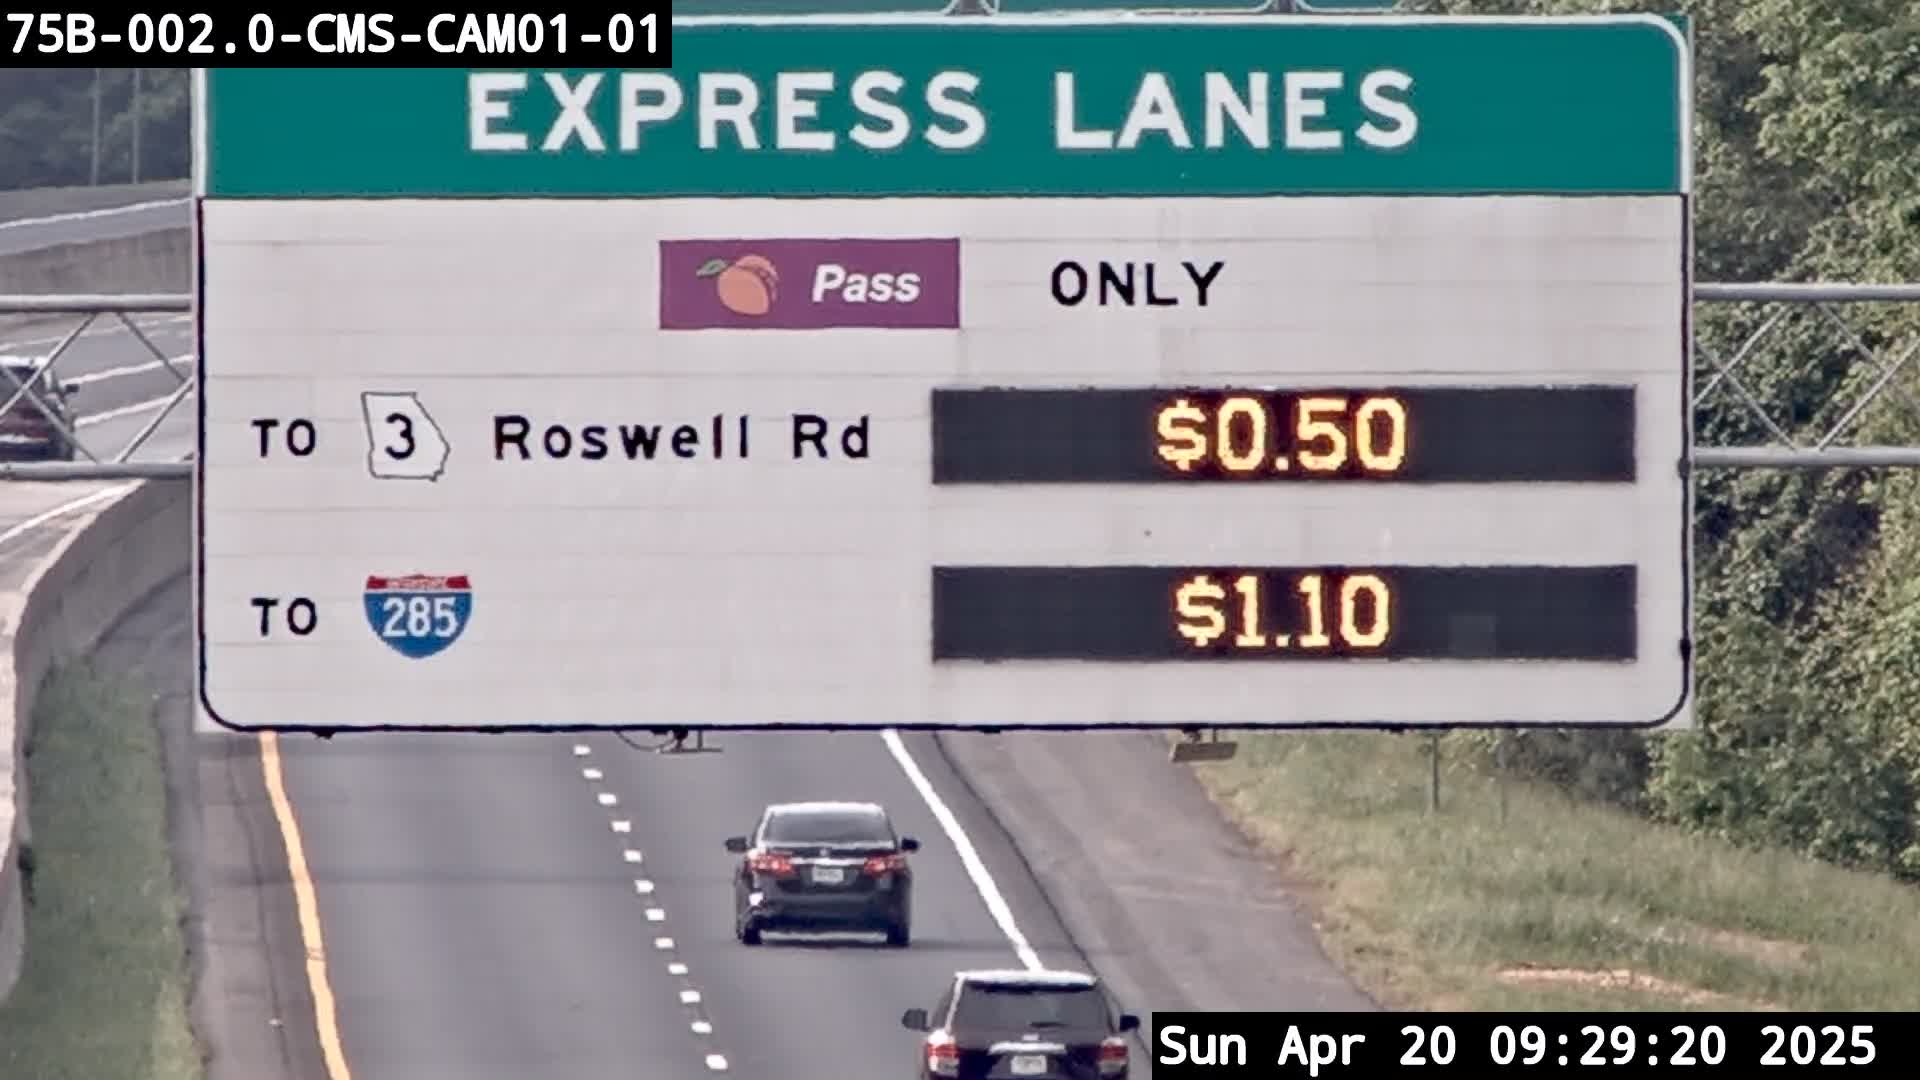 75B-002.0-CMS-CAM01-01
EXPRESS LANES
Pass ONLY
TO 3 Roswell Rd $0.50
TO INTERSTATE 285 $1.10
Sun Apr 20 09:29:20 2025